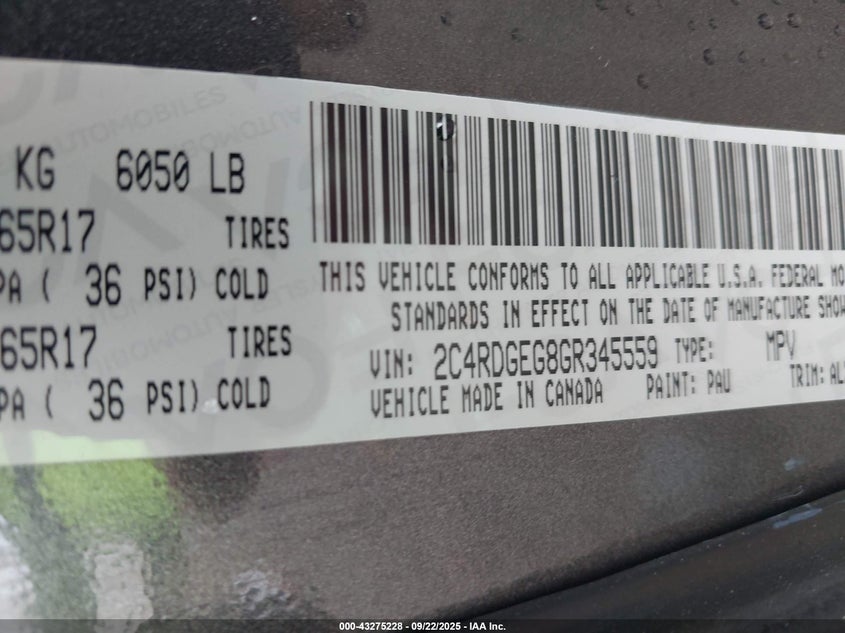 KG 6050 LB
65R17 TIRES
PA ( 36 PSI) COLD
65R17 TIRES
PA ( 36 PSI) COLD
THIS VEHICLE CONFORMS TO ALL APPLICABLE U.S.A. FEDERAL MO
STANDARDS IN EFFECT ON THE DATE OF MANUFACTURE SHOW
VIN: 2C4RDGEG8GR345559 TYPE: MPV
VEHICLE MADE IN CANADA PAINT: PAU TRIM: AL
000-43275228 - 09/22/2025 - IAA Inc.